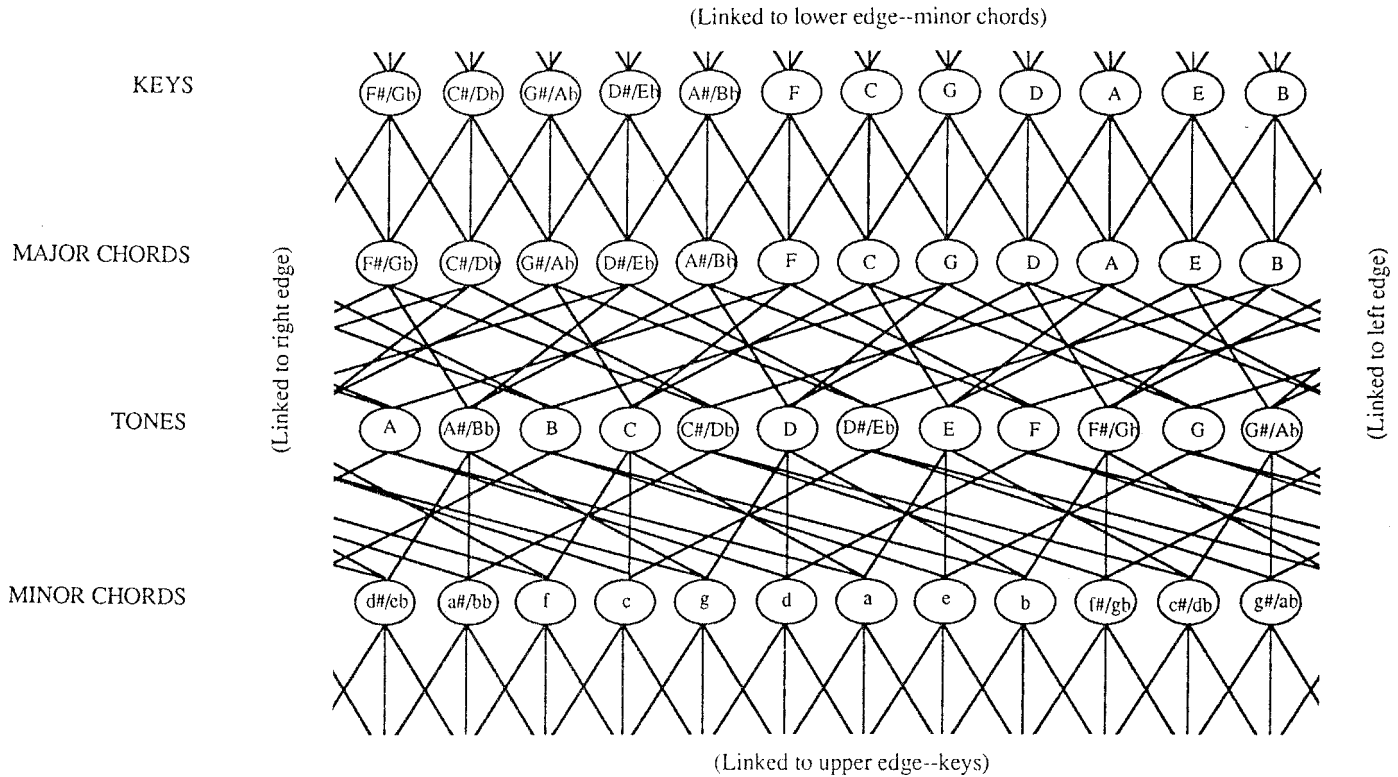 (Linked to lower edge--minor chords)
KEYS
F#/Gb C#/Db G#/Ab D#/Eb A#/Bb F C G D A E B
MAJOR CHORDS
F#/Gb C#/Db G#/Ab D#/Eb A#/Bb F C G D A E B
(Linked to right edge)
(Linked to left edge)
TONES
A A#/Bb B C C#/Db D D#/Eb E F F#/Gb G G#/Ab
MINOR CHORDS
d#/eb a#/bb f c g d a e b f#/gb c#/db g#/ab
(Linked to upper edge--keys)